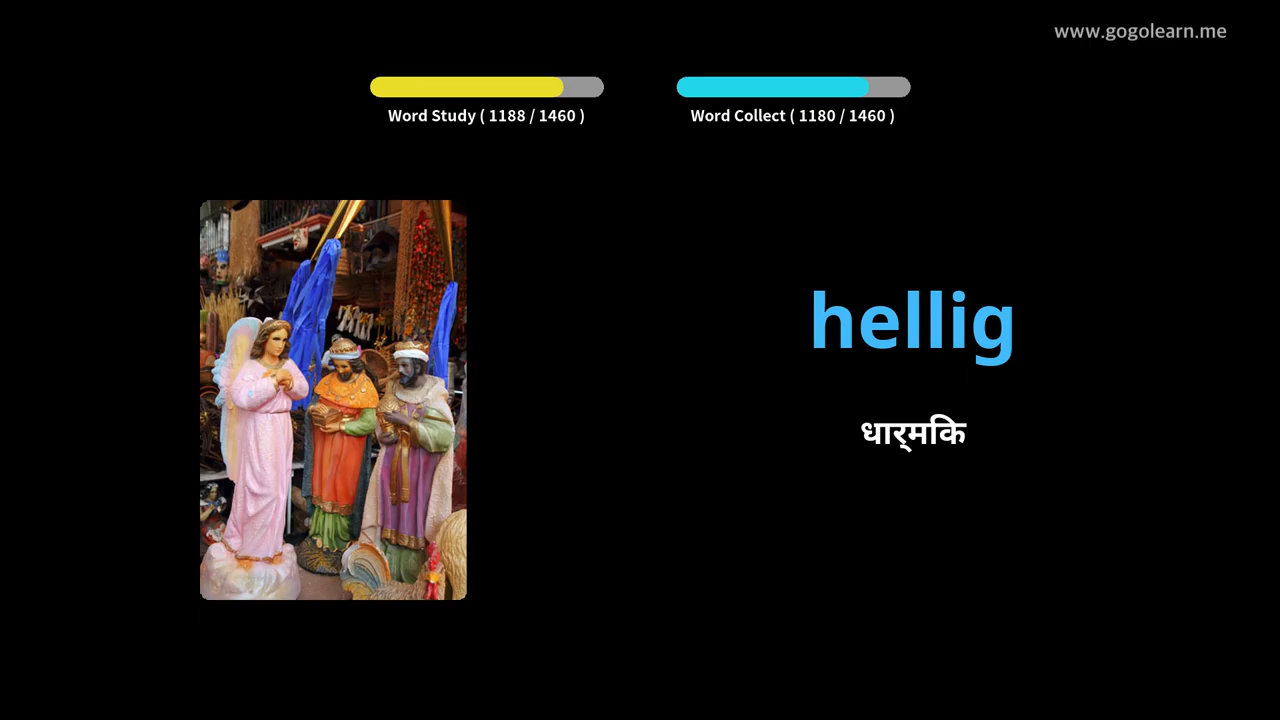 www.gogolearn.me
Word Study ( 1188 / 1460 )
Word Collect ( 1180 / 1460 )
hellig
धार्मिक